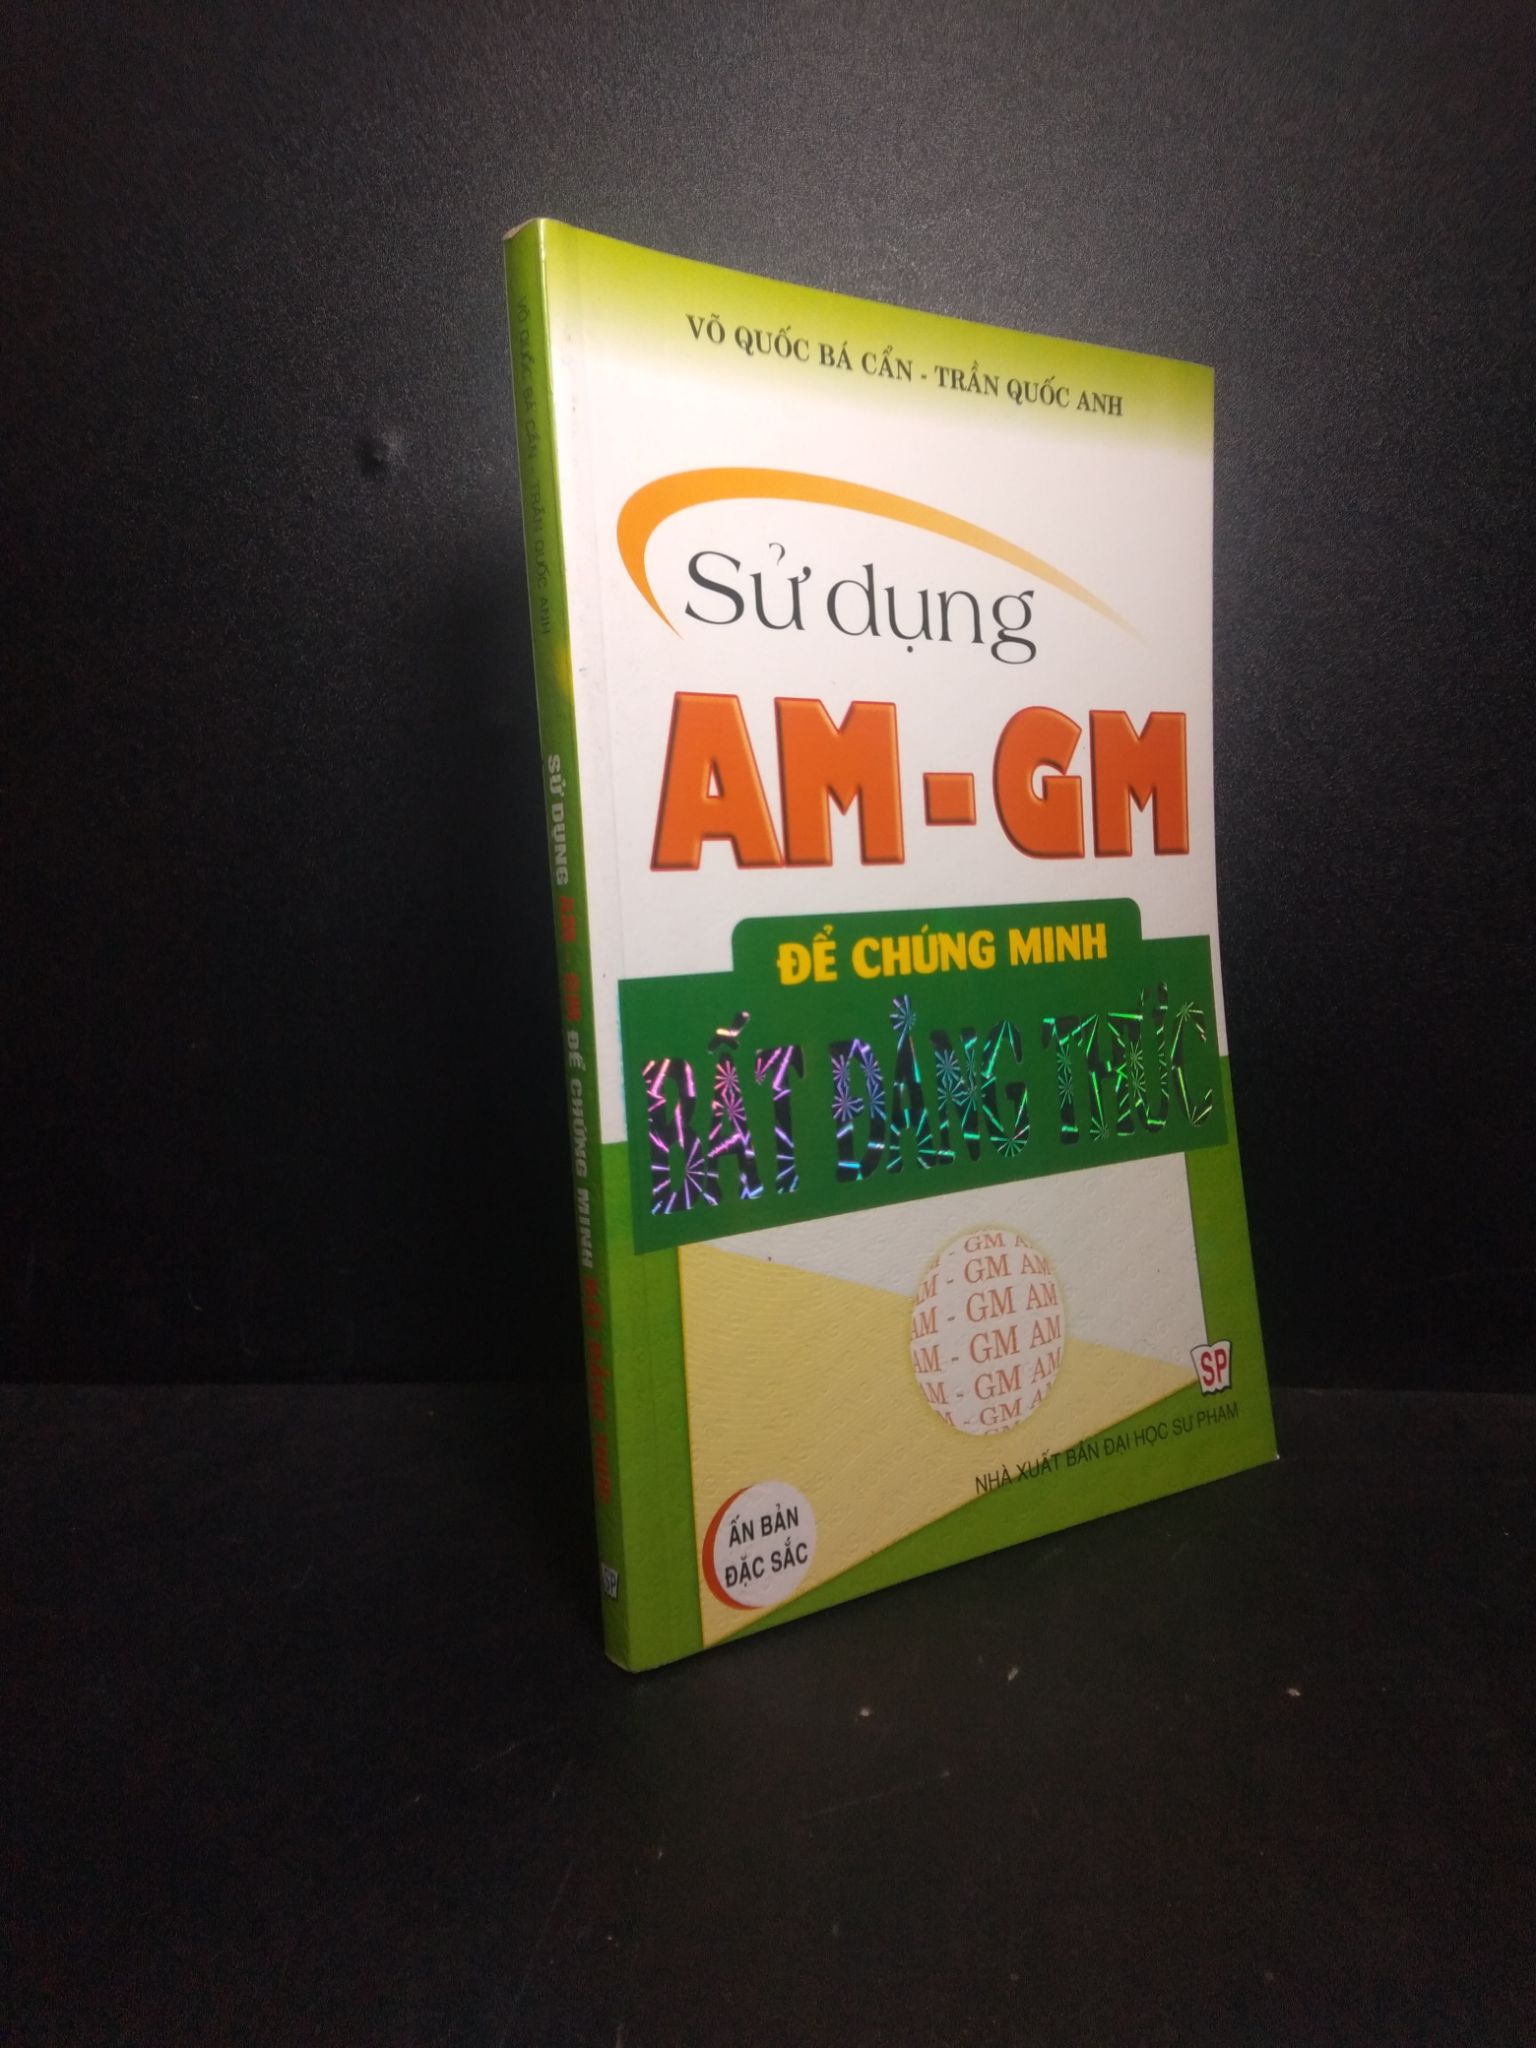 VÕ QUỐC BÁ CẨN - TRẦN QUỐC ANH
Sử dụng
AM - GM
ĐỂ CHỨNG MINH
BẤT ĐẲNG THỨC
- GM A
AM - GM AM
AM - GM AM
AM - GM AM
AM - GM AM
M - GM A
GM
SP
NHÀ XUẤT BẢN ĐẠI HỌC SƯ PHẠM
ẤN BẢN
ĐẶC SẮC
VÕ QUỐC BÁ CẨN - TRẦN QUỐC ANH
SỬ DỤNG AM - GM ĐỂ CHỨNG MINH BẤT ĐẲNG THỨC
SP